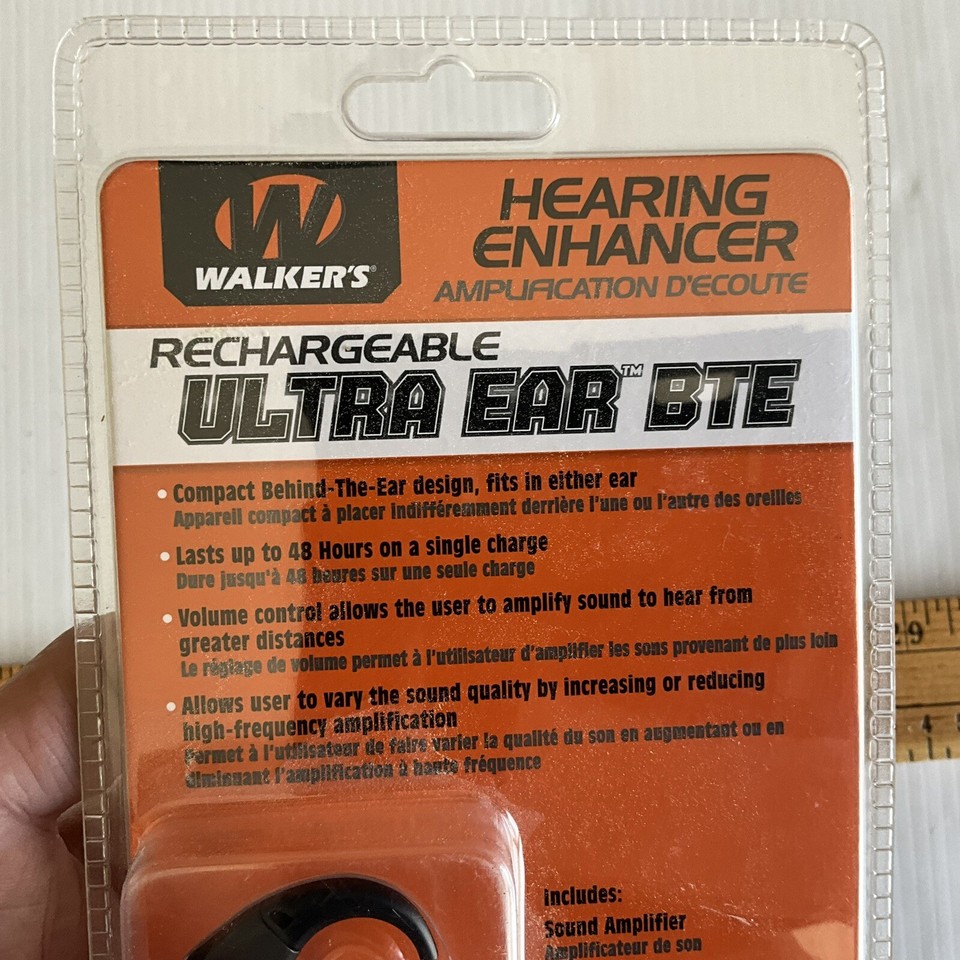 W
WALKER'S®
HEARING
ENHANCER
AMPLIFICATION D'ECOUTE
RECHARGEABLE
ULTRA EAR™ BTE
• Compact Behind-The-Ear design, fits in either ear
Appareil compact à placer indifféremment derrière l'une ou l'autre des oreilles
• Lasts up to 48 Hours on a single charge
Dure jusqu'à 48 heures sur une seule charge
• Volume control allows the user to amplify sound to hear from
greater distances
Le réglage de volume permet à l'utilisateur d'amplifier les sons provenant de plus loin
• Allows user to vary the sound quality by increasing or reducing
high-frequency amplification
Permet à l'utilisateur de faire varier la qualité du son en augmentant ou en
diminuant l'amplification à haute fréquence
29
4 5
Includes:
Sound Amplifier
Amplificateur de son